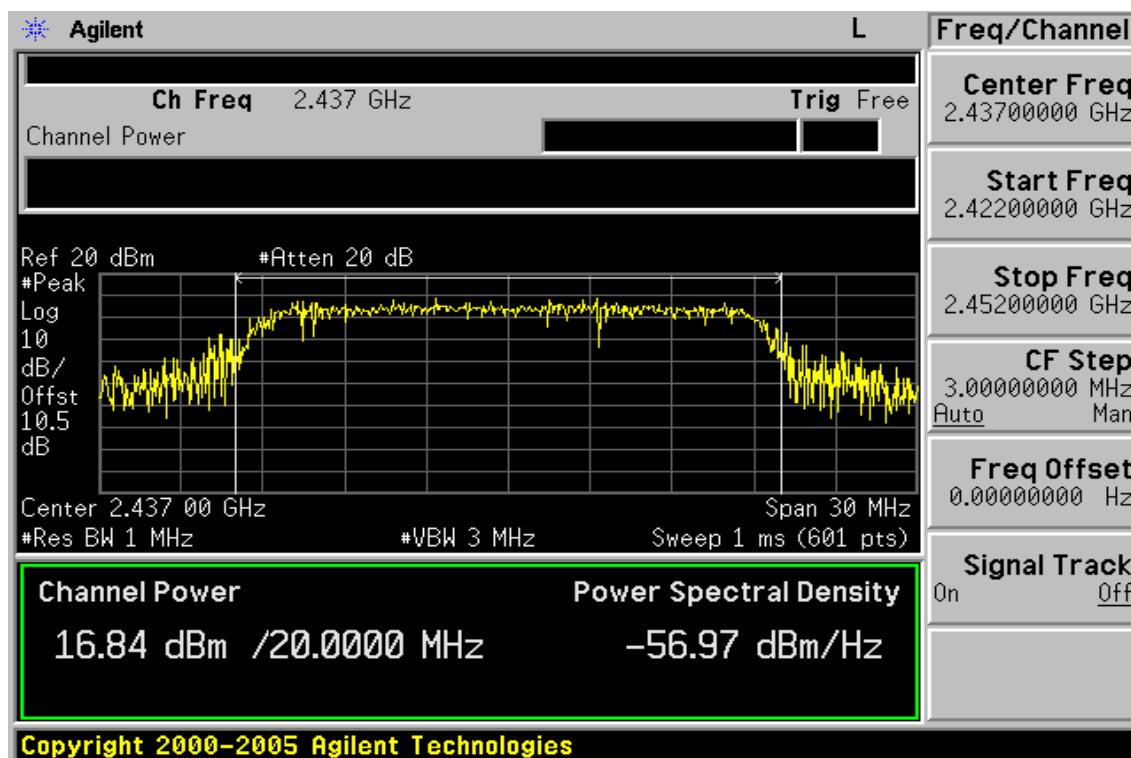 Agilent L
Freq/Channel
Ch Freq 2.437 GHz Trig Free
Channel Power
Ref 20 dBm #Atten 20 dB
#Peak
Log
10
dB/
Offst
10.5
dB
Center 2.437 00 GHz Span 30 MHz
#Res BW 1 MHz #VBW 3 MHz Sweep 1 ms (601 pts)
Channel Power Power Spectral Density
16.84 dBm /20.0000 MHz -56.97 dBm/Hz
Copyright 2000-2005 Agilent Technologies
Center Freq
2.43700000 GHz
Start Freq
2.42200000 GHz
Stop Freq
2.45200000 GHz
CF Step
3.00000000 MHz
Auto Man
Freq Offset
0.00000000 Hz
Signal Track
On Off